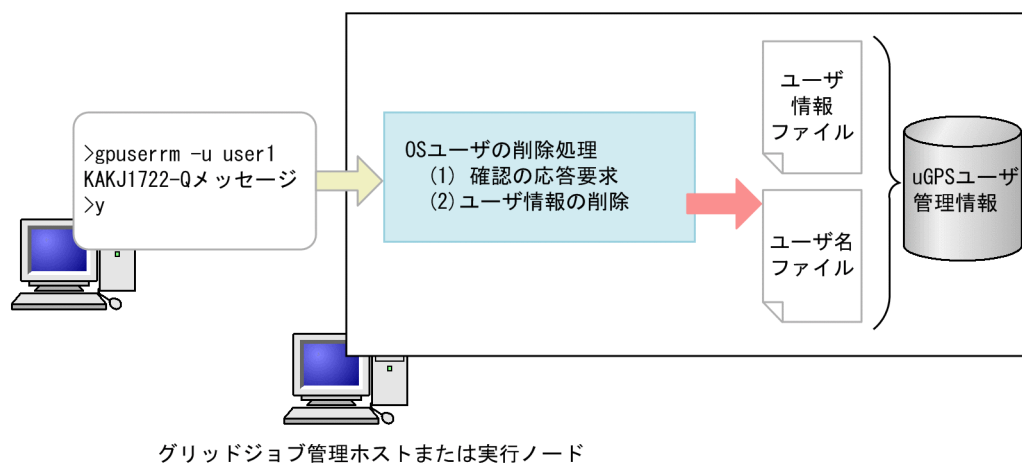 >gpuserrm -u user1
KAKJ1722-Qメッセージ
>y
OSユーザの削除処理
(1) 確認の応答要求
(2)ユーザ情報の削除
ユーザ
情報
ファイル
ユーザ名
ファイル
uGPSユーザ
管理情報
グリッドジョブ管理ホストまたは実行ノード